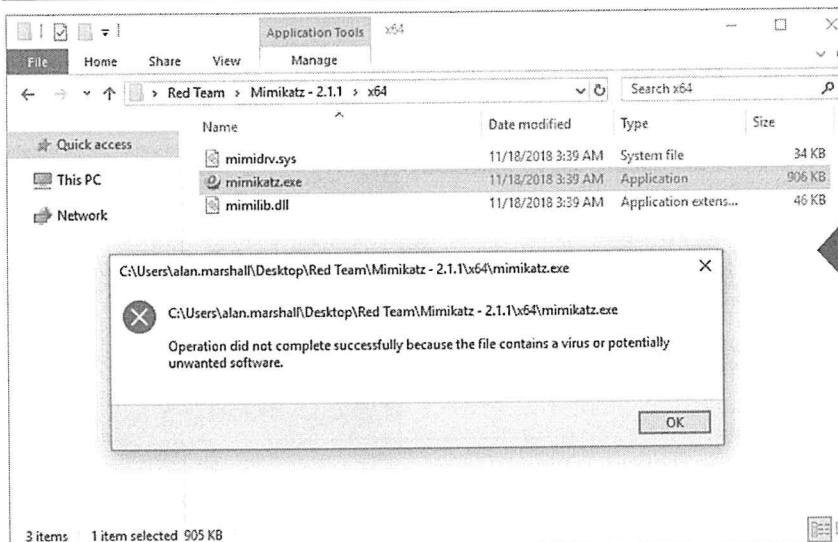 Application Tools x64
File Home Share View Manage
Red Team > Mimikatz - 2.1.1 > x64 Search x64
Name Date modified Type Size
Quick access
mimidrv.sys 11/18/2018 3:39 AM System file 34 KB
This PC
mimikatz.exe 11/18/2018 3:39 AM Application 906 KB
mimilib.dll 11/18/2018 3:39 AM Application extens... 46 KB
Network
C:\Users\alan.marshall\Desktop\Red Team\Mimikatz - 2.1.1\x64\mimikatz.exe
C:\Users\alan.marshall\Desktop\Red Team\Mimikatz - 2.1.1\x64\mimikatz.exe
Operation did not complete successfully because the file contains a virus or potentially
unwanted software.
OK
3 items 1 item selected 905 KB